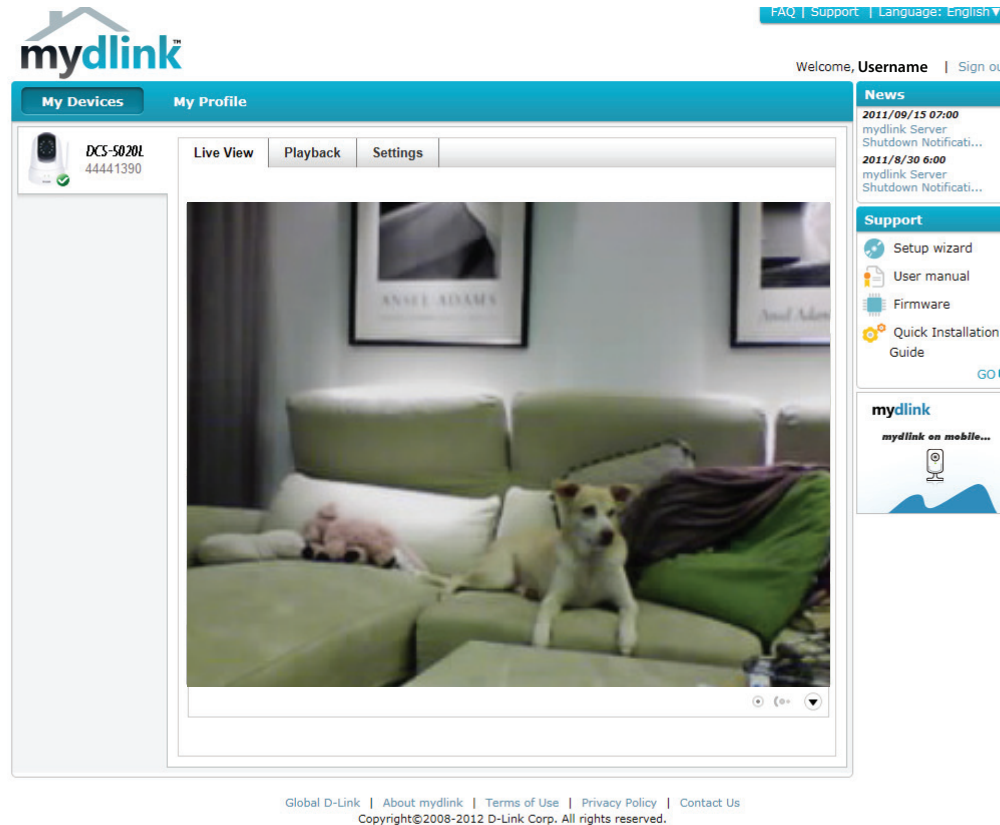 FAQ | Support | Language: English▼
mydlink™
Welcome, Username | Sign ou
My Devices
My Profile
DCS-5020L
44441390
Live View
Playback
Settings
ANSEL ADAMS
Ansel Adam
News
2011/09/15 07:00
mydlink Server
Shutdown Notificati...
2011/8/30 6:00
mydlink Server
Shutdown Notificati...
Support
Setup wizard
User manual
Firmware
Quick Installation
Guide
GO
mydlink
mydlink on mobile...
Global D-Link | About mydlink | Terms of Use | Privacy Policy | Contact Us
Copyright©2008-2012 D-Link Corp. All rights reserved.